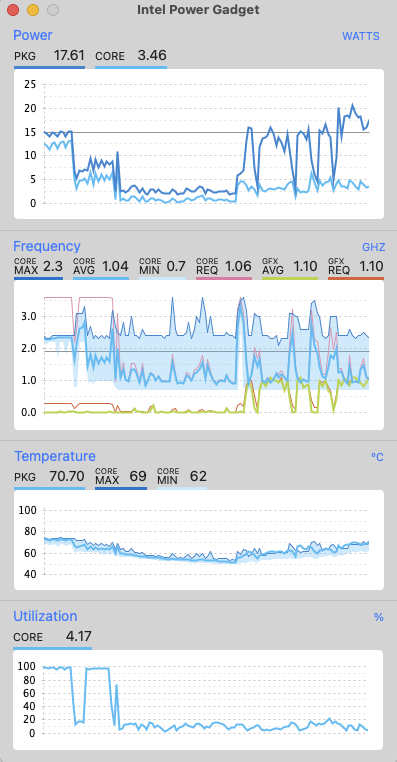 Intel Power Gadget
Power WATTS
PKG 17.61 CORE 3.46
25
20
15
10
5
0
Frequency GHZ
CORE MAX 2.3 CORE AVG 1.04 CORE MIN 0.7 CORE REQ 1.06 GFX AVG 1.10 GFX REQ 1.10
3.0
2.0
1.0
0.0
Temperature °C
PKG 70.70 CORE MAX 69 CORE MIN 62
100
80
60
40
Utilization %
CORE 4.17
100
80
60
40
20
0